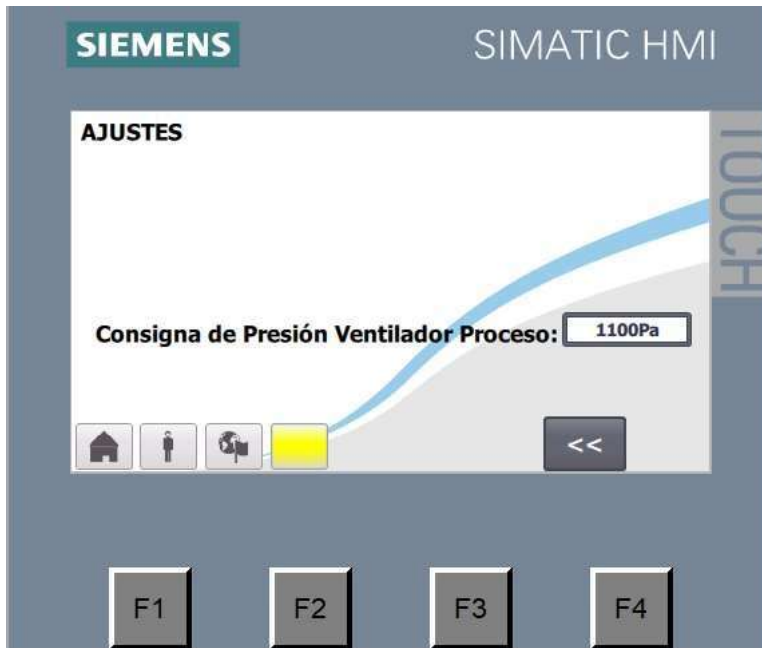 SIEMENS
SIMATIC HMI
TOUCH
AJUSTES
Consigna de Presión Ventilador Proceso: 1100Pa
<<
F1 F2 F3 F4